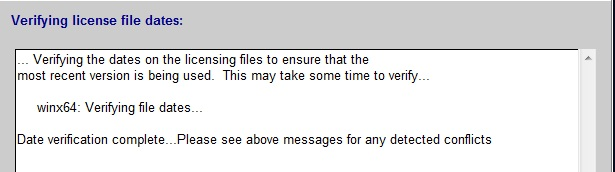 Verifying license file dates:
... Verifying the dates on the licensing files to ensure that the
most recent version is being used.  This may take some time to verify...
winx64: Verifying file dates...
Date verification complete...Please see above messages for any detected conflicts